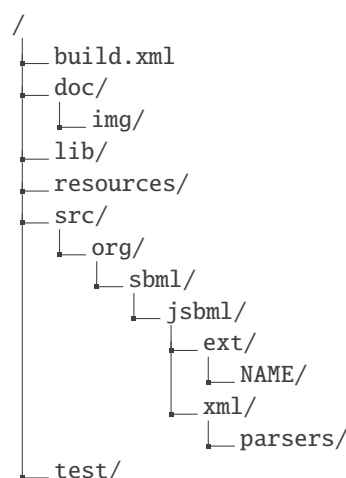 /
build.xml
doc/
img/
lib/
resources/
src/
org/
sbml/
jsbml/
ext/
NAME/
xml/
parsers/
test/